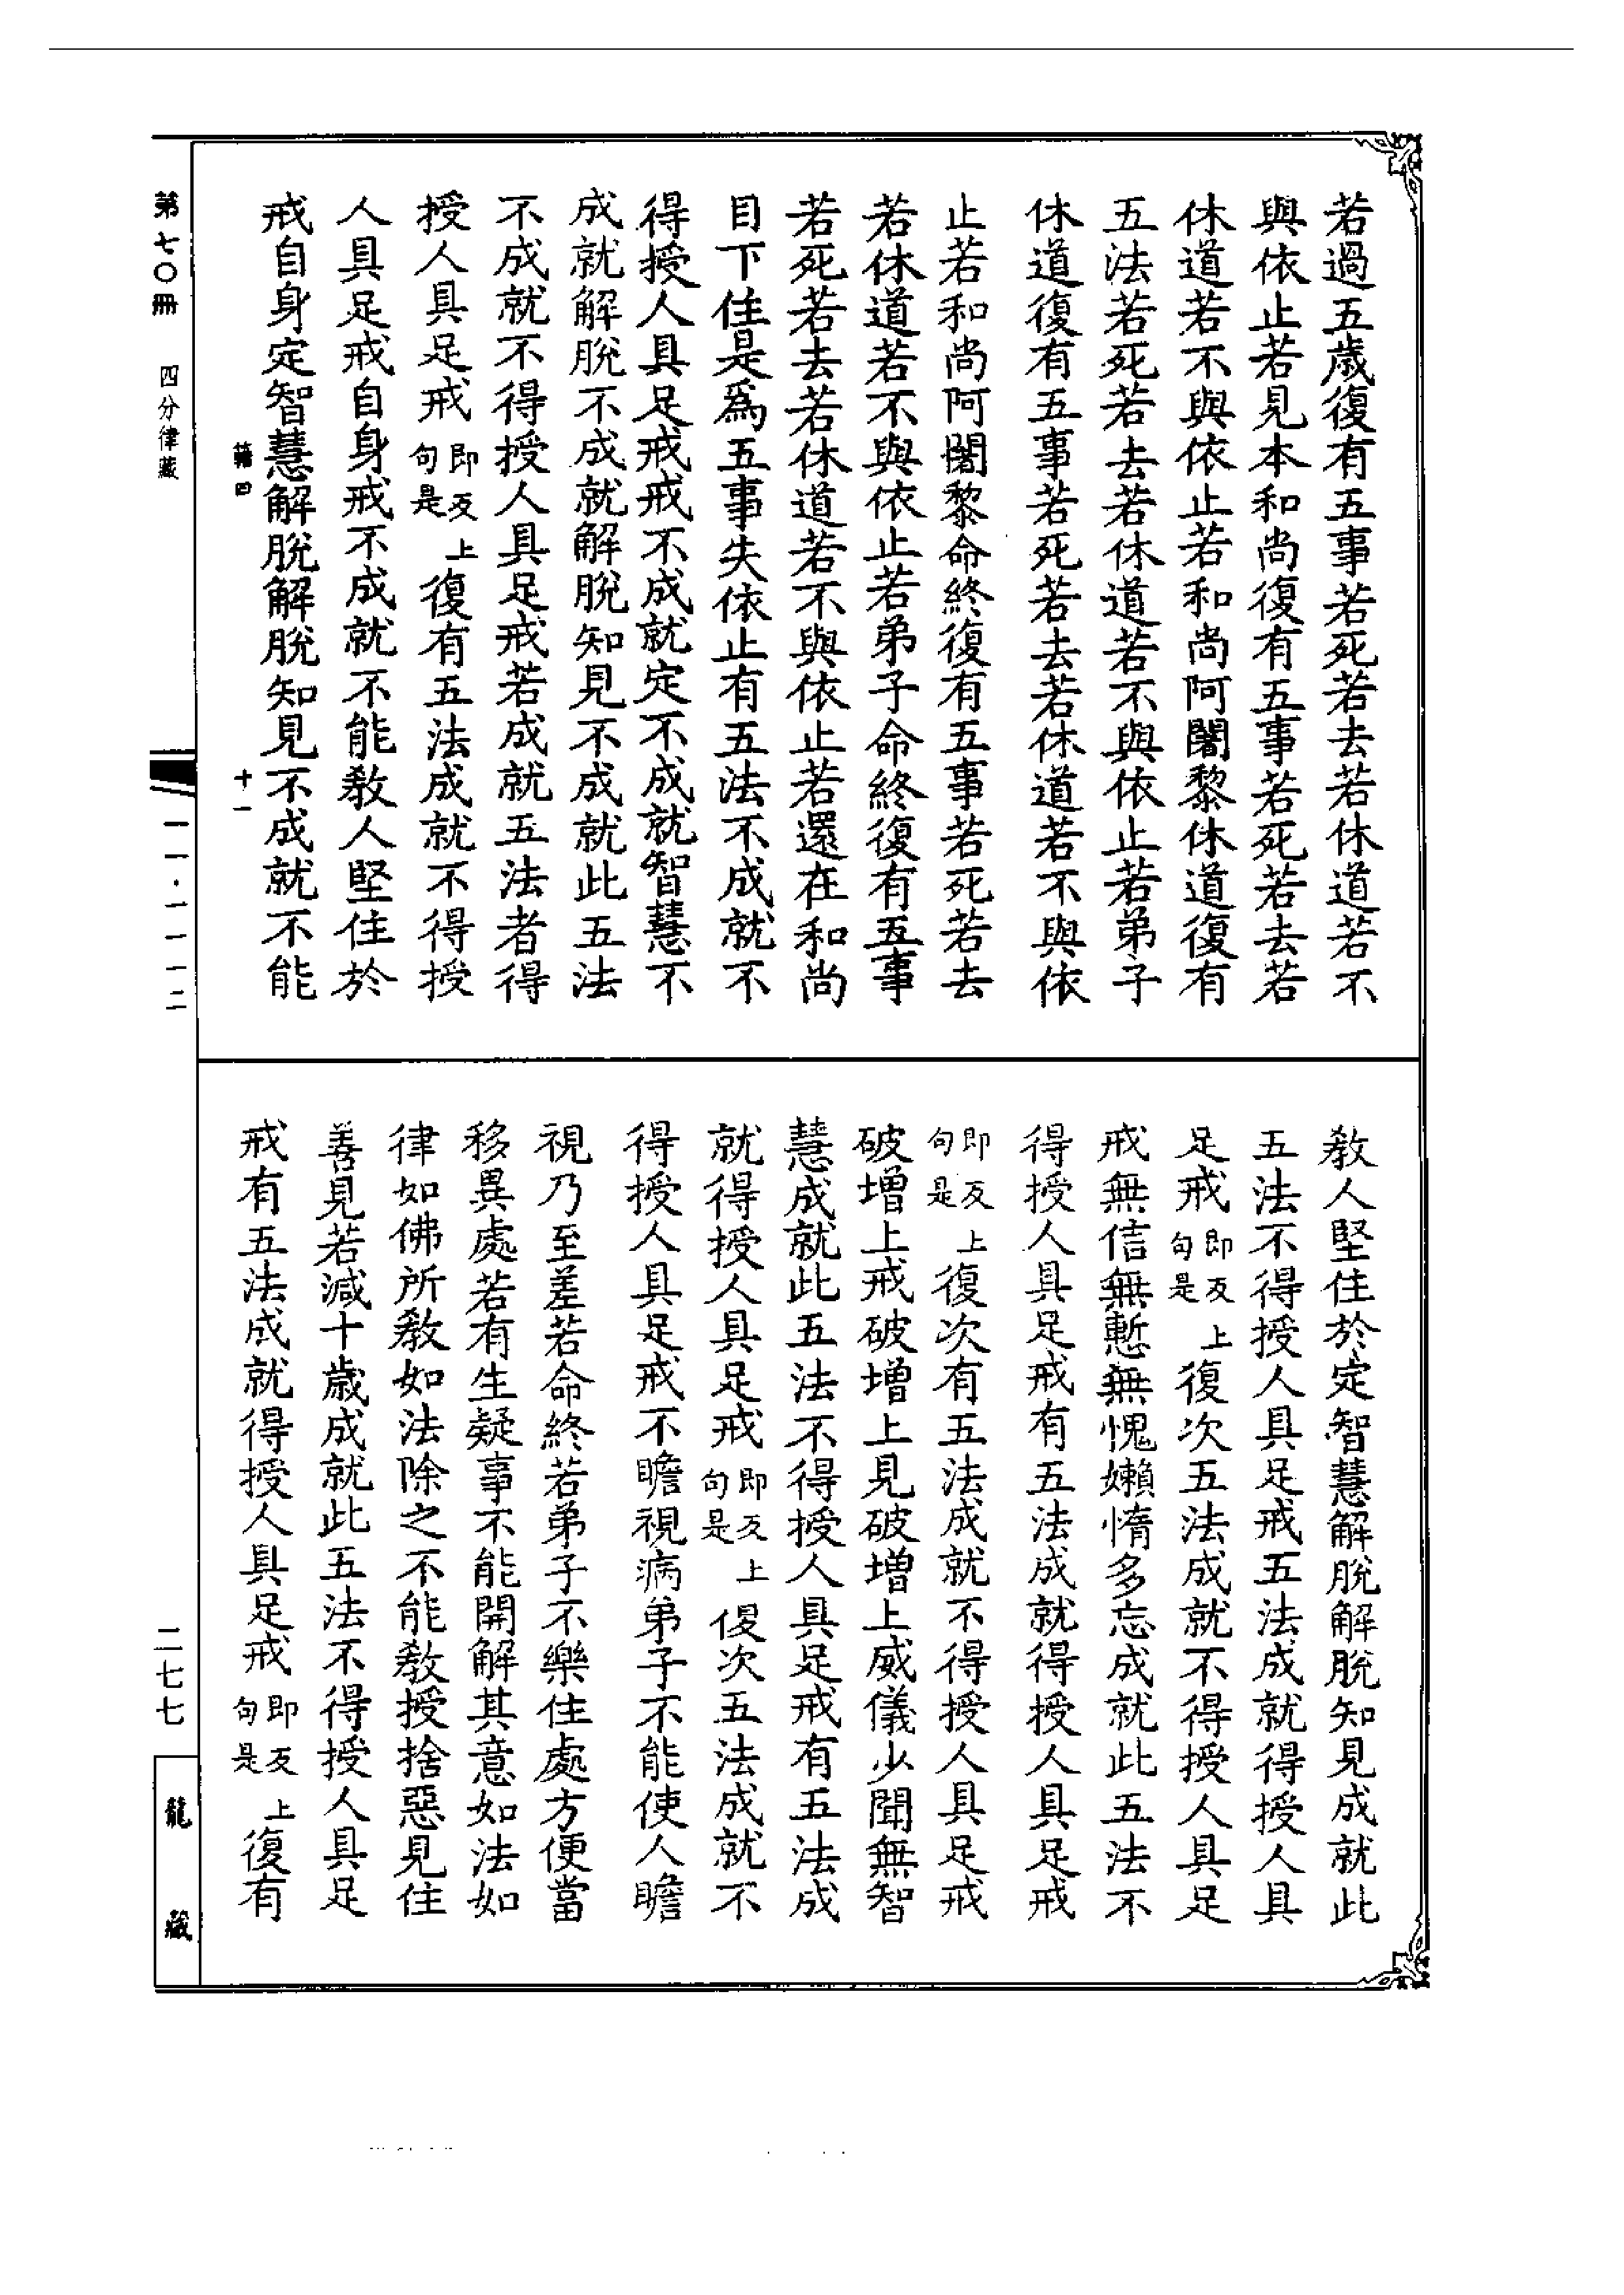 若過五歲復有五事若死若去若休道若不
與依止若見本和尚復有五事若死若去若
休道若不與依止若和尚阿闍黎休道復有
五法若死若去若休道若不與依止若弟子
休道復有五事若死若去若休道若不與依
止若和尚阿闍黎命終復有五事若死若去
若休道若不與依止若弟子命終復有五事
若死若去若休道若不與依止若還在和尚
目下住是為五事失依止有五法不成就不
得授人具足戒戒不成就定不成就智慧不
成就解脫不成就解脫知見不成就此五法
不成就不得授人具足戒若成就五法者得
授人具足戒即反上句是復有五法成就不得授
人具足戒自身戒不成就不能教人堅住於
戒自身定智慧解脫解脫知見不成就不能
籍四 十一
教人堅住於定智慧解脫解脫知見成就此
五法不得授人具足戒五法成就得授人具
足戒即反上句是復次五法成就不得授人具足
戒無信無慙無愧嬾惰多忘成就此五法不
得授人具足戒有五法成就得授人具足戒
即反上句是復次有五法成就不得授人具足戒
破增上戒破增上見破增上威儀少聞無智
慧成就此五法不得授人具足戒有五法成
就得授人具足戒即反上句是復次五法成就不
得授人具足戒不瞻視病弟子不能使人瞻
視乃至差若命終若弟子不樂住處方便當
移異處若有生疑事不能開解其意如法如
律如佛所教如法除之不能教授捨惡見住
善見若減十歲成就此五法不得授人具足
戒有五法成就得授人具足戒即反上句是復有
第七〇冊 四分律藏 一一·一一一二 二七七 龍藏